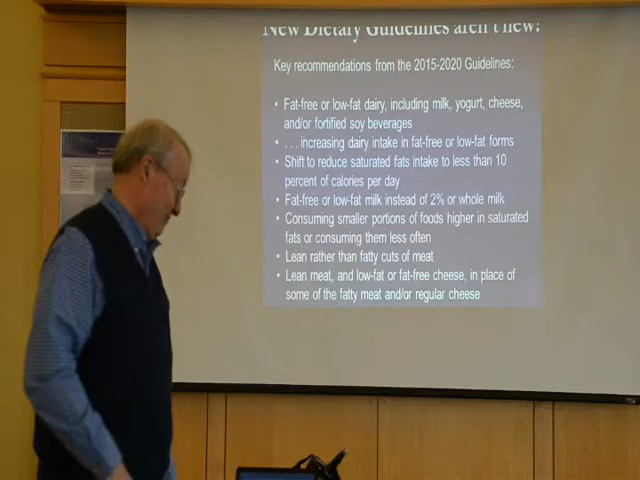 New Dietary Guidelines aren't new!
Key recommendations from the 2015-2020 Guidelines:
• Fat-free or low-fat dairy, including milk, yogurt, cheese,
and/or fortified soy beverages
• . . . increasing dairy intake in fat-free or low-fat forms
• Shift to reduce saturated fats intake to less than 10
percent of calories per day
• Fat-free or low-fat milk instead of 2% or whole milk
• Consuming smaller portions of foods higher in saturated
fats or consuming them less often
• Lean rather than fatty cuts of meat
• Lean meat, and low-fat or fat-free cheese, in place of
some of the fatty meat and/or regular cheese